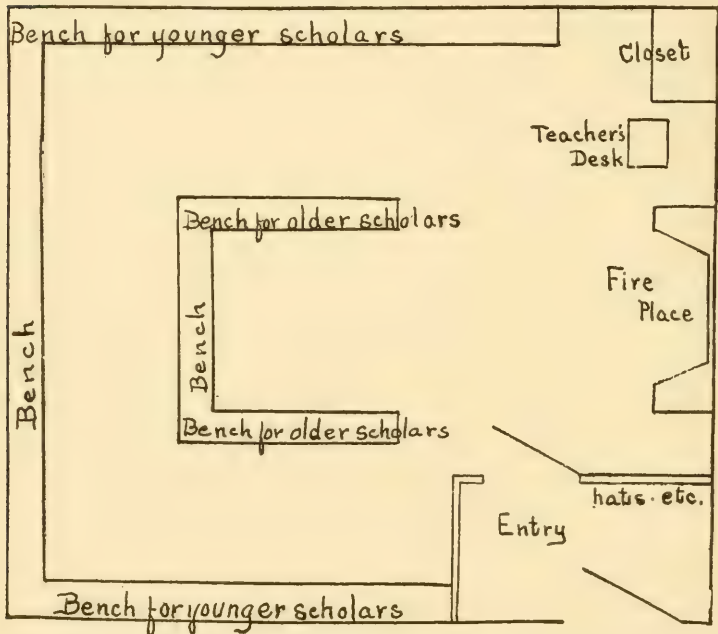 Bench for younger scholars
Closet
Teacher's
Desk
Bench for older scholars
Fire
Place
Bench
Bench
Bench for older scholars
hats. etc.
Entry
Bench for younger scholars